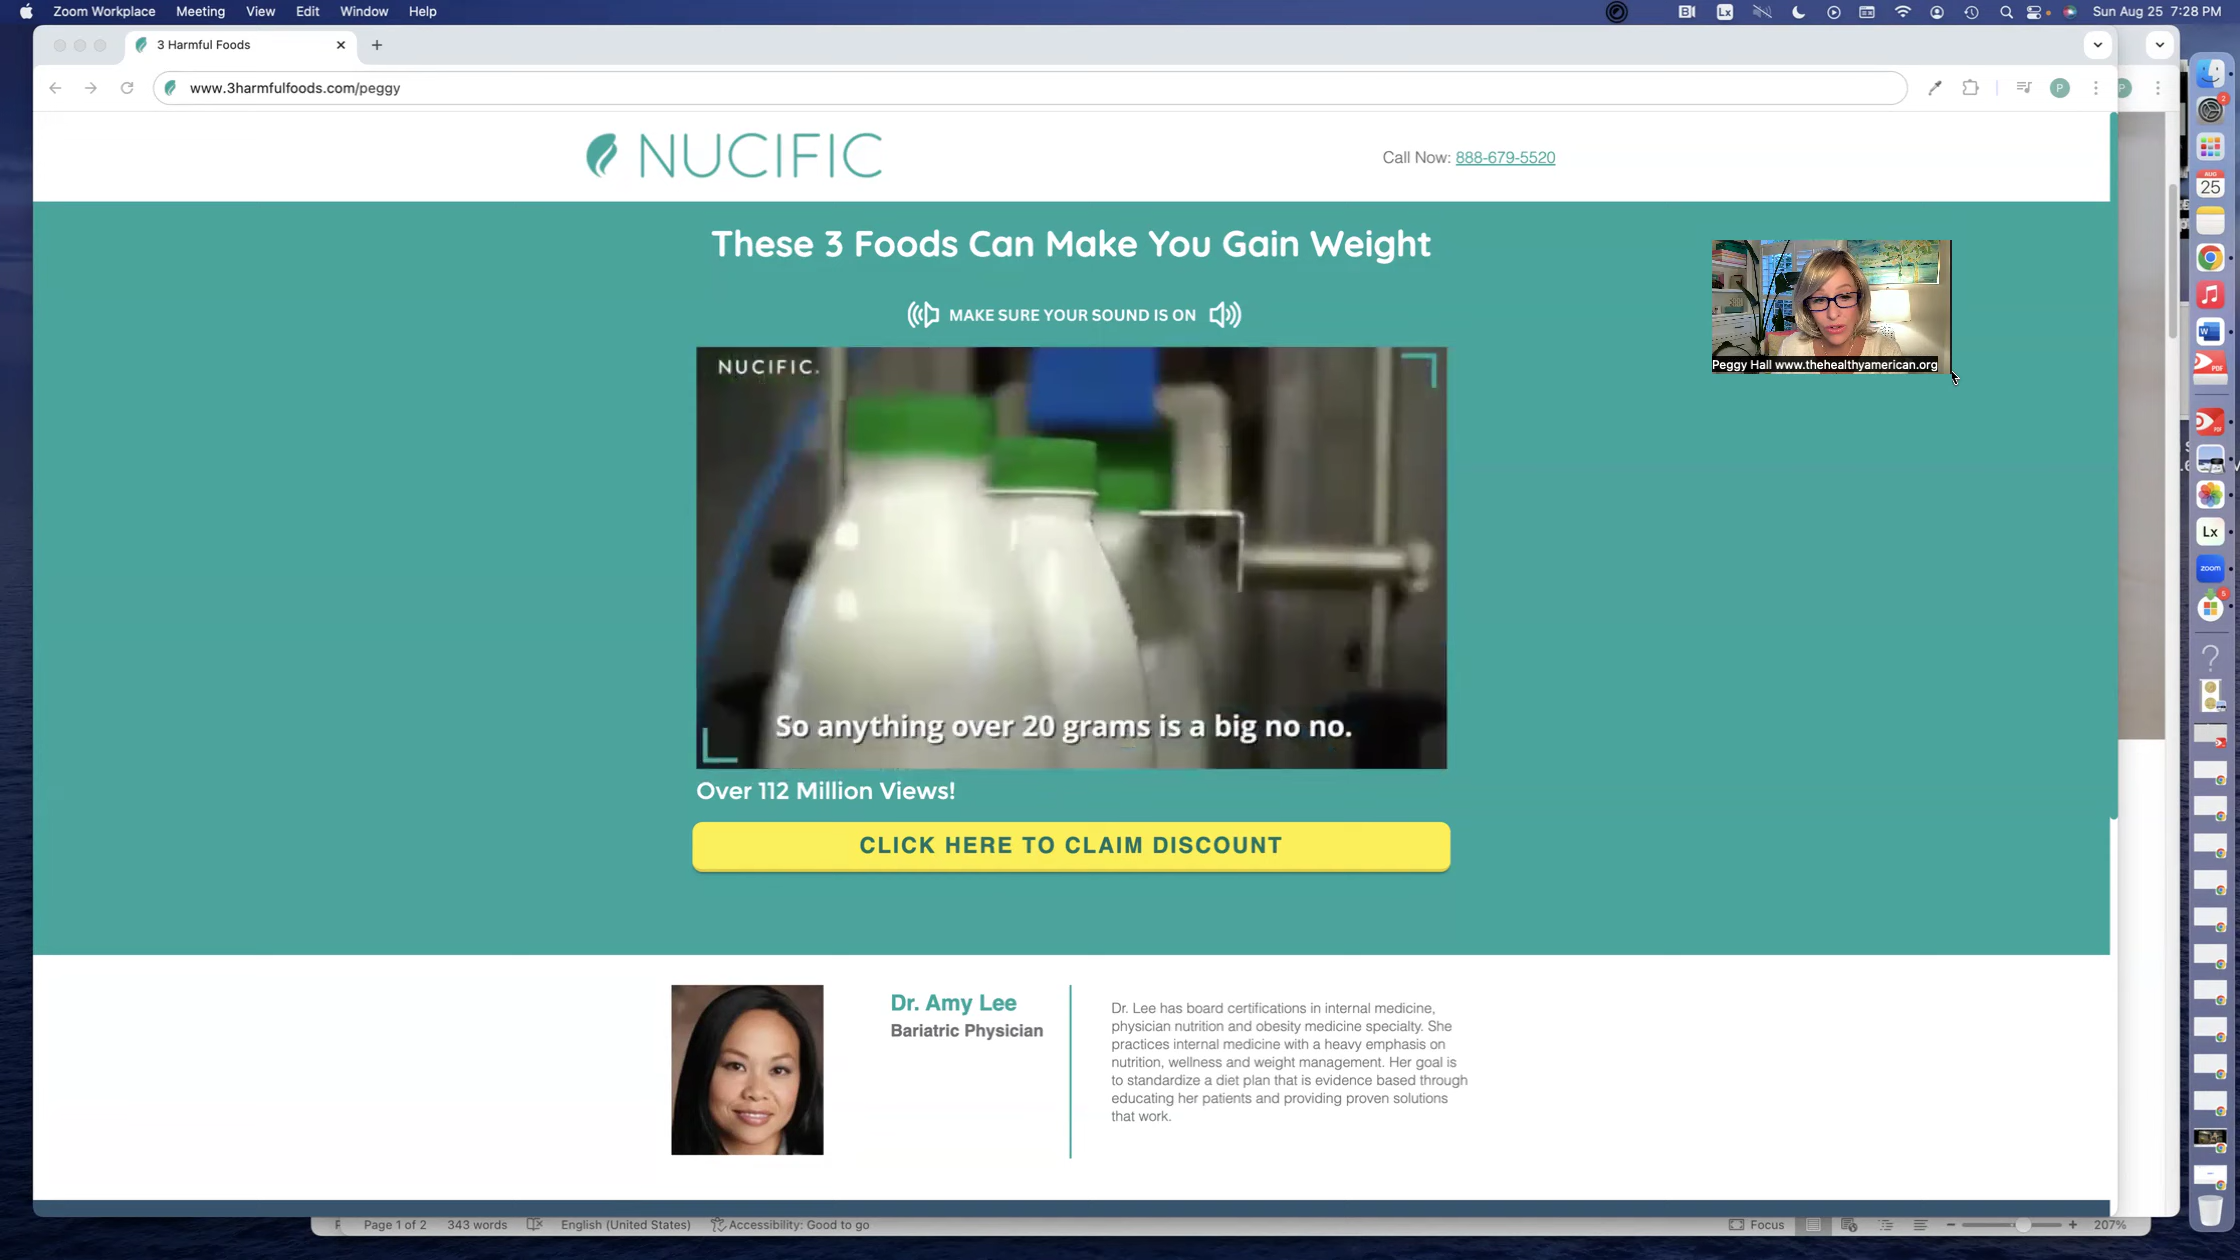 Zoom Workplace Meeting View Edit Window Help
Sun Aug 25 7:28 PM
3 Harmful Foods
www.3harmfulfoods.com/peggy
NUCIFIC
Call Now: 888-679-5520
These 3 Foods Can Make You Gain Weight
MAKE SURE YOUR SOUND IS ON
NUCIFIC.
Peggy Hall www.thehealthyamerican.org
So anything over 20 grams is a big no no.
Over 112 Million Views!
CLICK HERE TO CLAIM DISCOUNT
Dr. Amy Lee
Bariatric Physician
Dr. Lee has board certifications in internal medicine,
physician nutrition and obesity medicine specialty. She
practices internal medicine with a heavy emphasis on
nutrition, wellness and weight management. Her goal is
to standardize a diet plan that is evidence based through
educating her patients and providing proven solutions
that work.
Page 1 of 2 343 words English (United States) Accessibility: Good to go Focus 207%
AUG
25
Lx
zoom